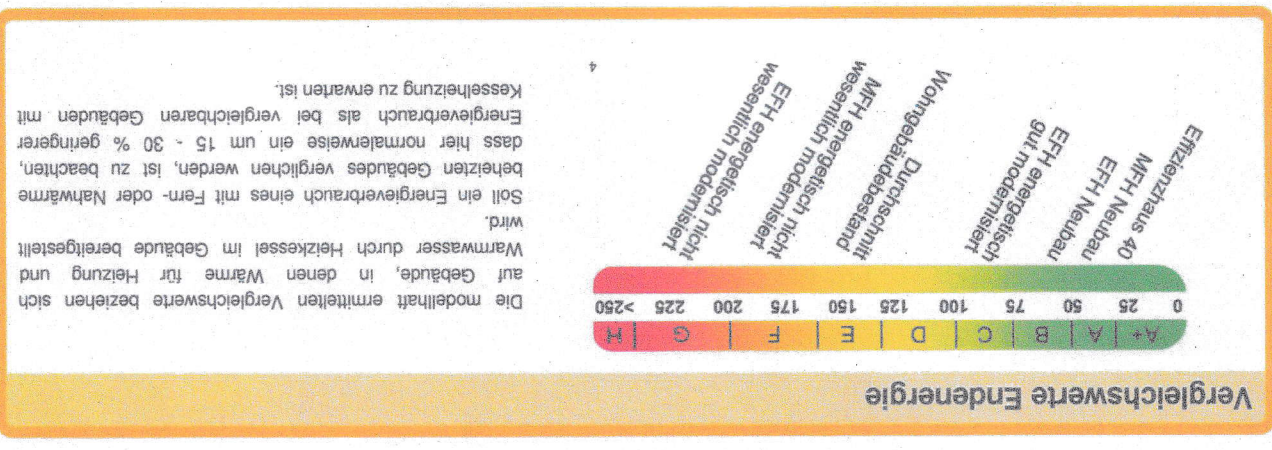 Vergleichswerte Endenergie
A+ A B C D E F G H
0 25 50 75 100 125 150 175 200 225 >250
Effizienzhaus 40
MFH Neubau
EFH Neubau
EFH energetisch
gut modernisiert
Durchschnitt
Wohngebäudebestand
MFH energetisch nicht
wesentlich modernisiert
EFH energetisch nicht
wesentlich modernisiert
4
Die modellhaft ermittelten Vergleichswerte beziehen sich
auf Gebäude, in denen Wärme für Heizung und
Warmwasser durch Heizkessel im Gebäude bereitgestellt
wird.
Soll ein Energieverbrauch eines mit Fern- oder Nahwärme
beheizten Gebäudes verglichen werden, ist zu beachten,
dass hier normalerweise ein um 15 - 30 % geringerer
Energieverbrauch als bei vergleichbaren Gebäuden mit
Kesselheizung zu erwarten ist.